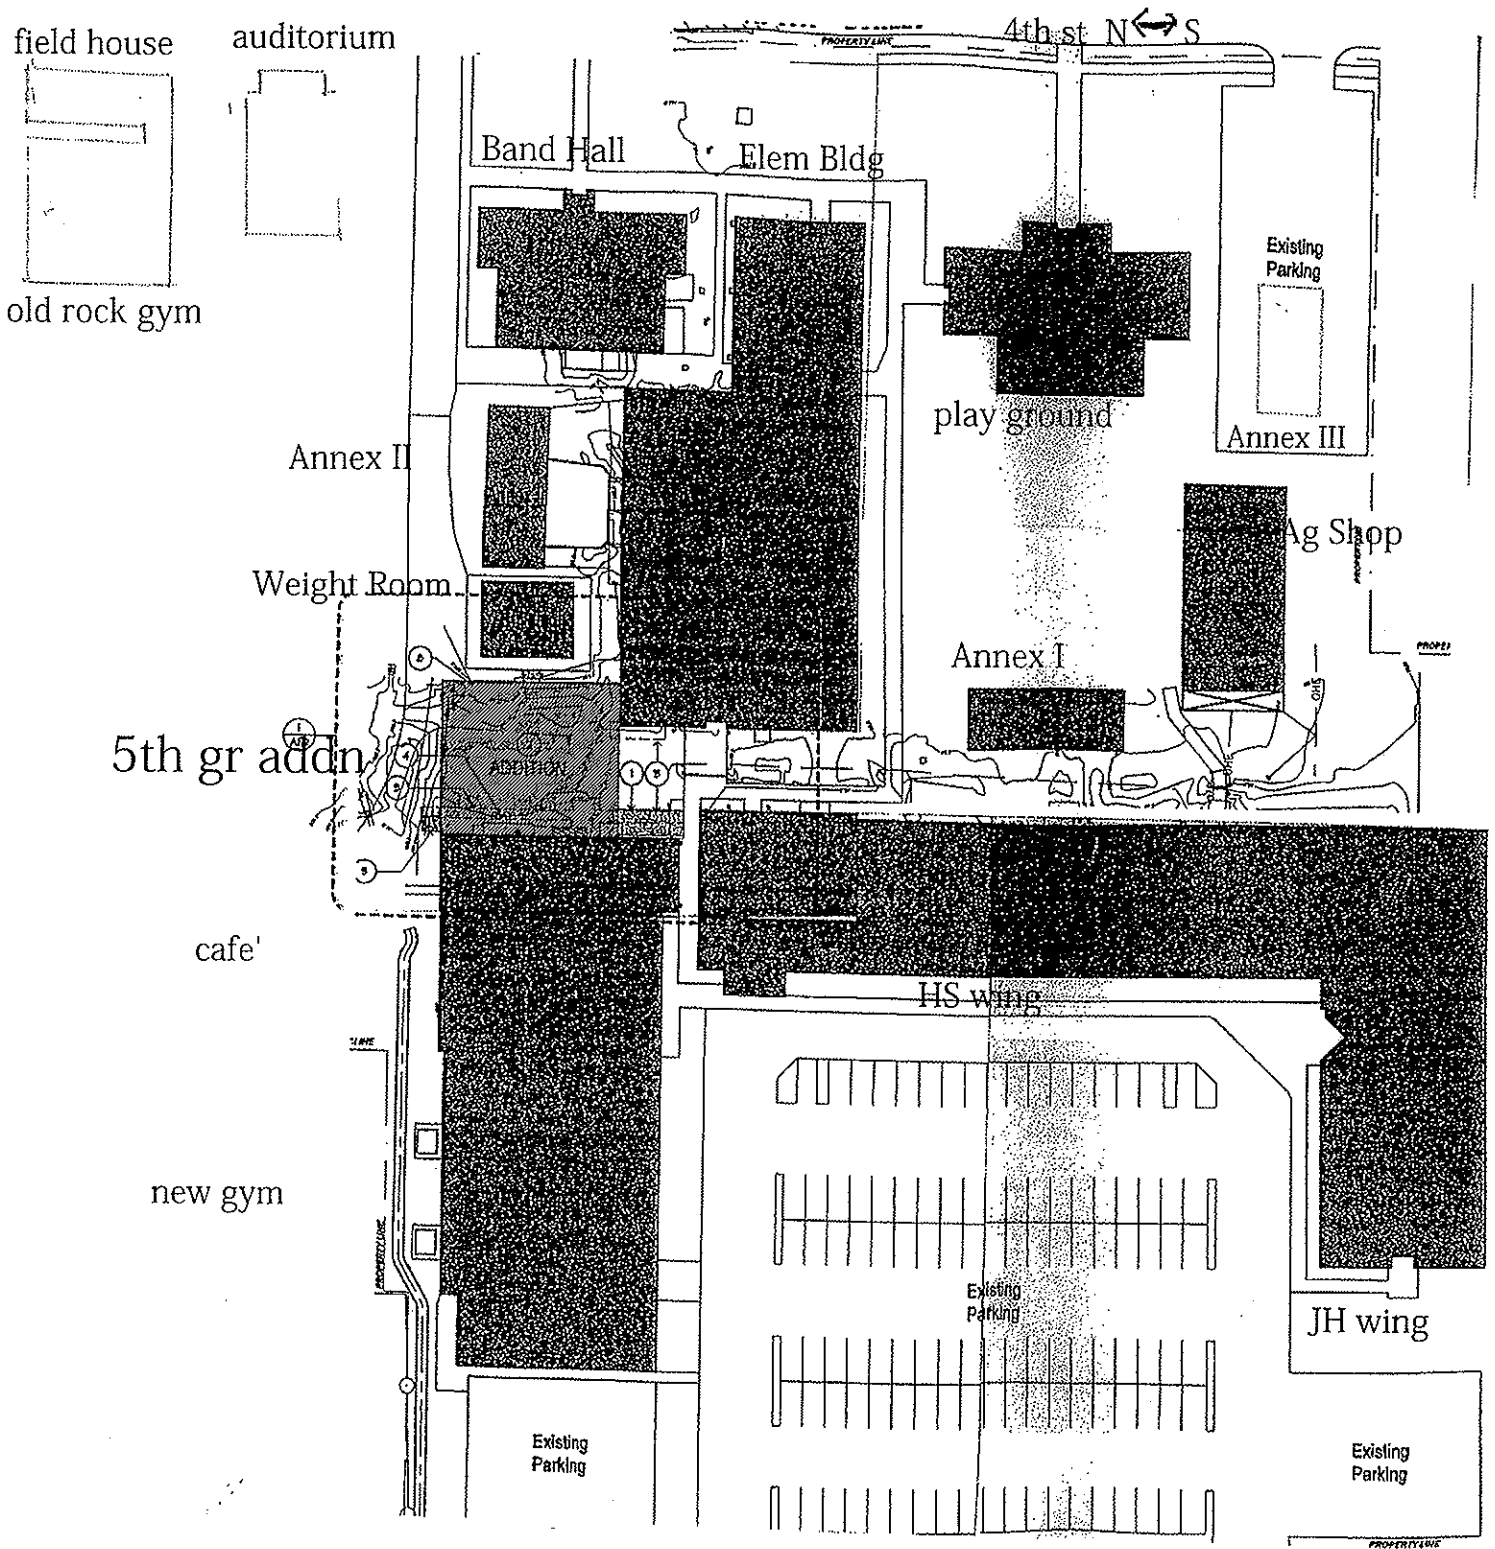 4th st N S
field house
auditorium
PROPERTY LINE
Band Hall
Elem Bldg
Existing
Parking
old rock gym
play ground
Annex III
Annex II
Ag Shop
Weight Room
Annex I
5th gr addn
ADDITION
cafe'
HS wing
new gym
PROPERTY LINE
Existing
Parking
JH wing
Existing
Parking
Existing
Parking
PROPERTY LINE